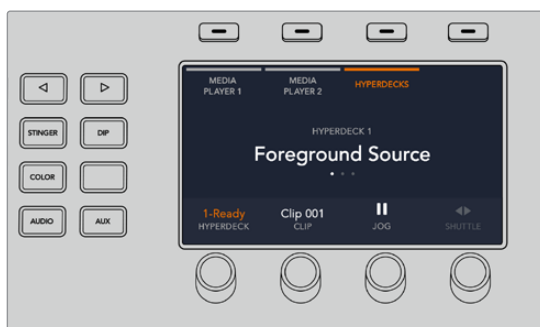 MEDIA
PLAYER 1
MEDIA
PLAYER 2
HYPERDECKS
STINGER
DIP
HYPERDECK 1
Foreground Source
COLOR
AUDIO
AUX
1-Ready
HYPERDECK
Clip 001
CLIP
JOG
SHUTTLE